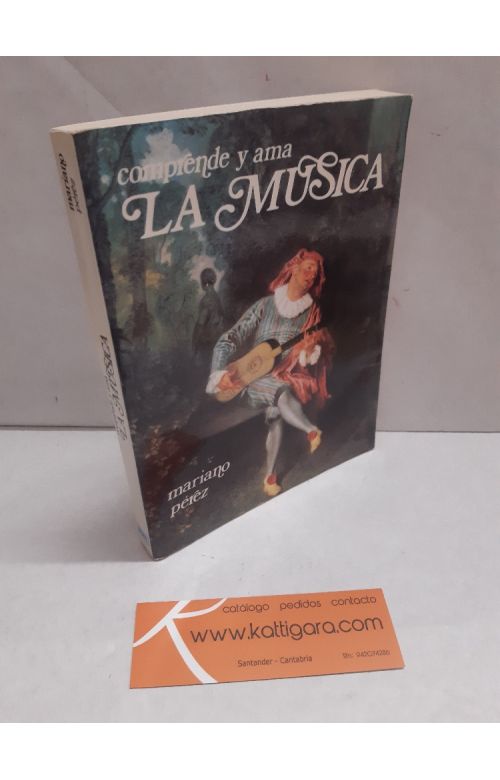 comprende y ama
LA MUSICA
mariano
pérez
mariano
pérez
LA MUSICA
catálogo pedidos contacto
www.kattigara.com
Santander - Cantabria